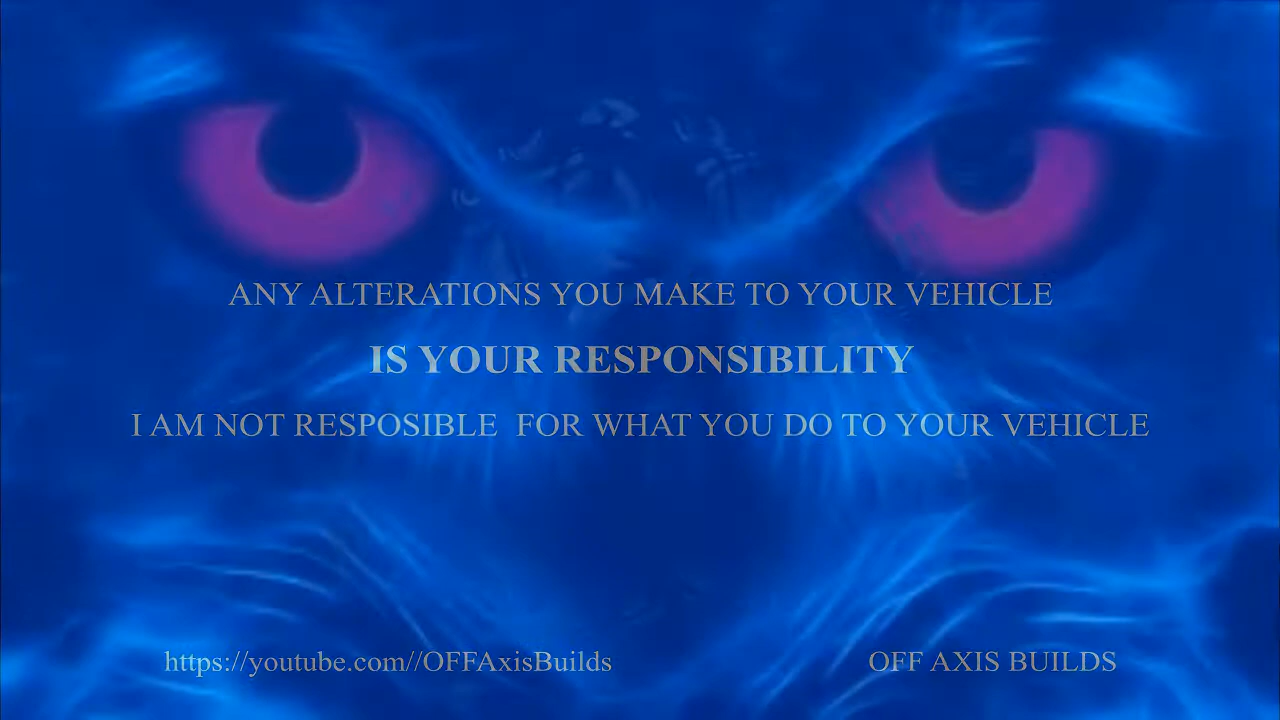 ANY ALTERATIONS YOU MAKE TO YOUR VEHICLE
IS YOUR RESPONSIBILITY
I AM NOT RESPOSIBLE  FOR WHAT YOU DO TO YOUR VEHICLE
https://youtube.com//OFFAxisBuilds
OFF AXIS BUILDS